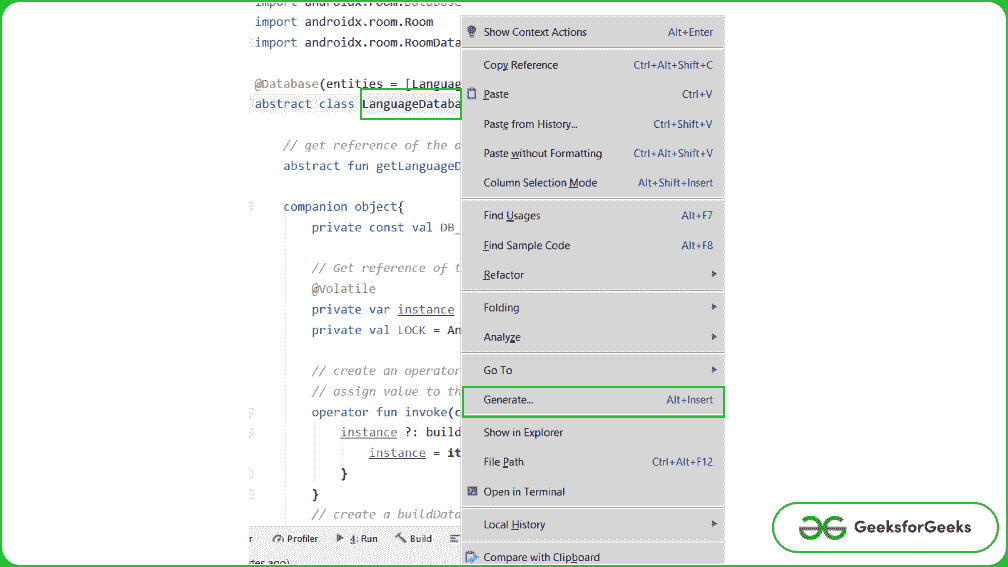 import androidx.room.Database
import androidx.room.Room
import androidx.room.RoomData
@Database(entities = [Languag
abstract class LanguageDataba
// get reference of the d
abstract fun getLanguageD
companion object{
private const val DB_
// Get reference of t
@Volatile
private var instance
private val LOCK = An
// create an operator
// assign value to th
operator fun invoke(c
instance ?: build
instance = it
}
}
// create a buildData
Profiler 4: Run Build
tes ago)
Show Context Actions Alt+Enter
Copy Reference Ctrl+Alt+Shift+C
Paste Ctrl+V
Paste from History... Ctrl+Shift+V
Paste without Formatting Ctrl+Alt+Shift+V
Column Selection Mode Alt+Shift+Insert
Find Usages Alt+F7
Find Sample Code Alt+F8
Refactor
Folding
Analyze
Go To
Generate... Alt+Insert
Show in Explorer
File Path Ctrl+Alt+F12
Open in Terminal
Local History
Compare with Clipboard
GeeksforGeeks